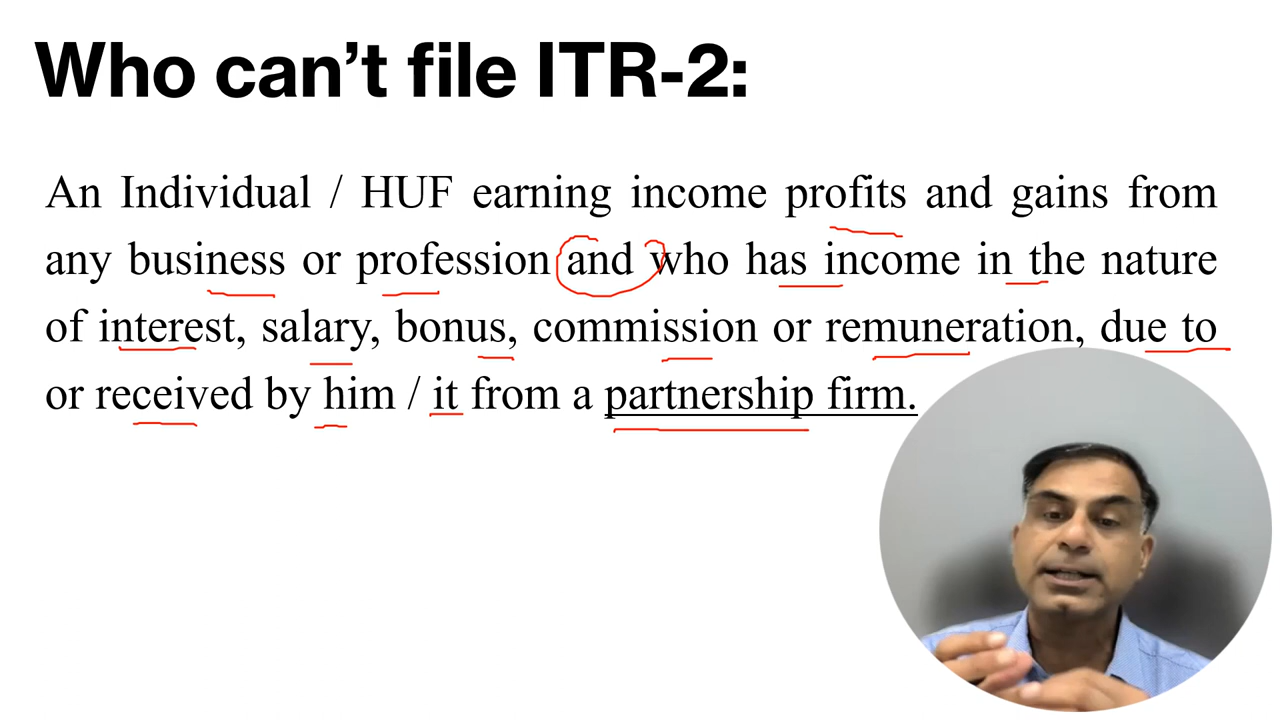 Who can’t file ITR-2:
An Individual / HUF earning income profits and gains from
any business or profession and who has income in the nature
of interest, salary, bonus, commission or remuneration, due to
or received by him / it from a partnership firm.